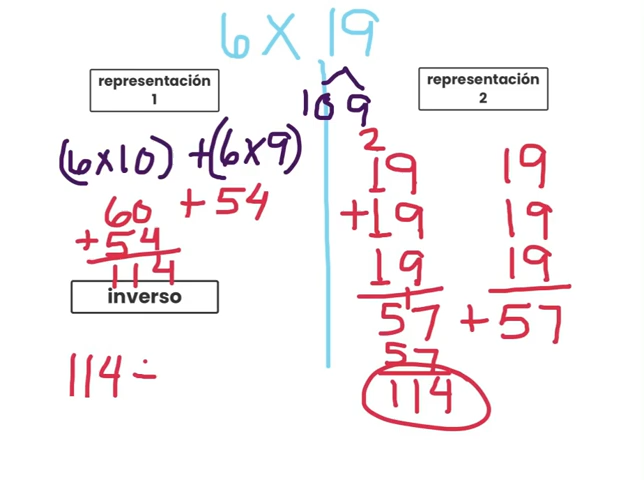 6 x 19
representación
1
representación
2
10 9
(6x10) + (6x9)
60 + 54
+ 54
114
inverso
114 ÷
2
19
+19
19
1
57 + 57
57
114
19
19
19